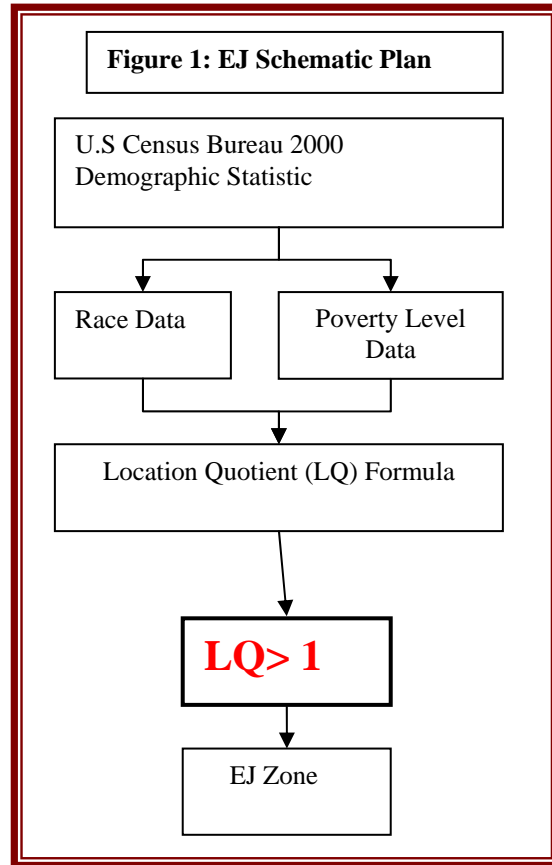 Figure 1: EJ Schematic Plan
U.S Census Bureau 2000
Demographic Statistic
Race Data
Poverty Level
Data
Location Quotient (LQ) Formula
LQ> 1
EJ Zone